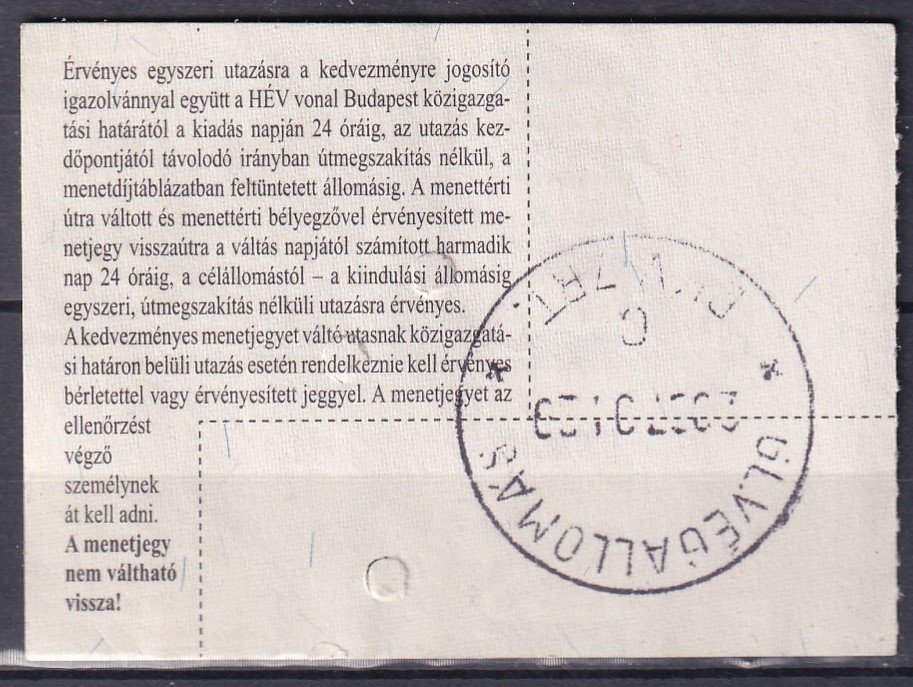 Érvényes egyszeri utazásra a kedvezményre jogosító
igazolvánnyal együtt a HÉV vonal Budapest közigazga-
tási határától a kiadás napján 24 óráig, az utazás kez-
dőpontjától távolodó irányban útmegszakítás nélkül, a
menetdíjtáblázatban feltüntetett állomásig. A menettérti
útra váltott és menettérti bélyegzővel érvényesített me-
netjegy visszaútra a váltás napjától számított harmadik
nap 24 óráig, a célállomástól – a kiindulási állomásig
egyszeri, útmegszakítás nélküli utazásra érvényes.
A kedvezményes menetjegyet váltó utasnak közigazgatá-
si határon belüli utazás esetén rendelkeznie kell érvényes
bérletettel vagy érvényesített jeggyel. A menetjegyet az
ellenőrzést
végző
személynek
át kell adni.
A menetjegy
nem váltható
vissza!